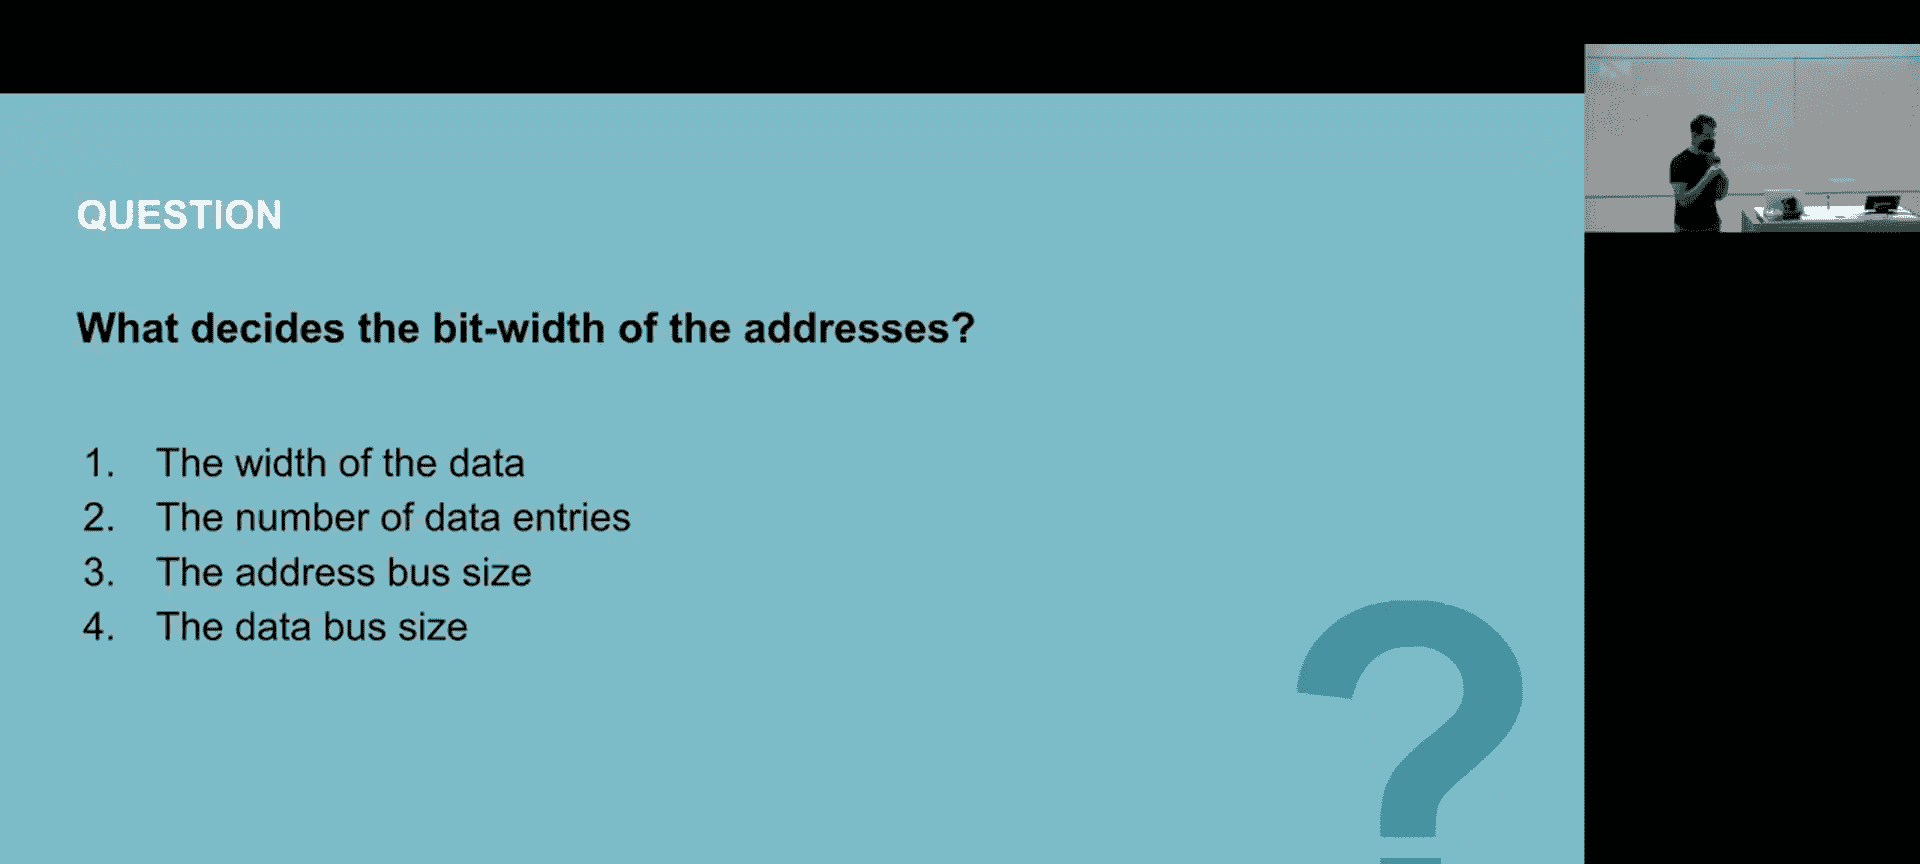 QUESTION
What decides the bit-width of the addresses?
1. The width of the data
2. The number of data entries
3. The address bus size
4. The data bus size
?